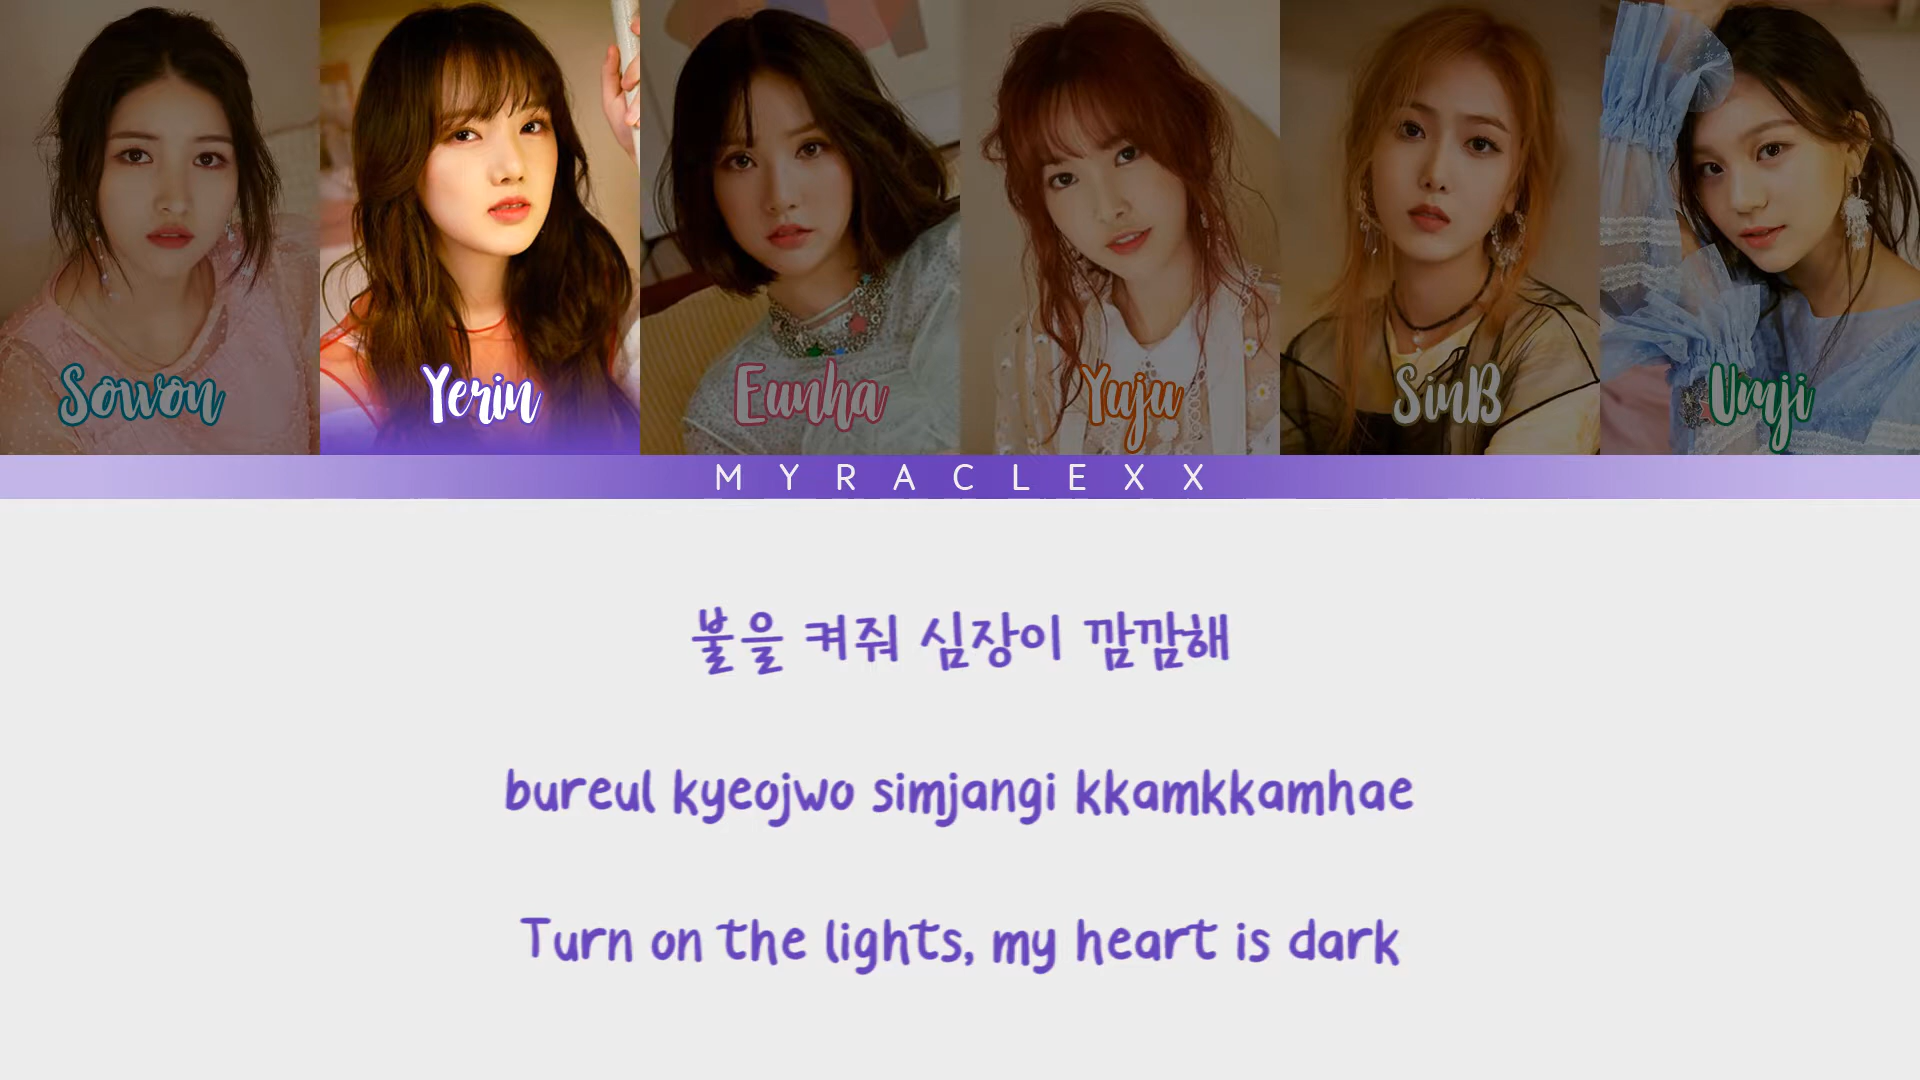 Sowon
Yerin
Eunha
Yuju
SinB
Umji
MYRACLEXX
불을 켜줘 심장이 깜깜해
bureul kyeojwo simjangi kkamkkamhae
Turn on the lights, my heart is dark